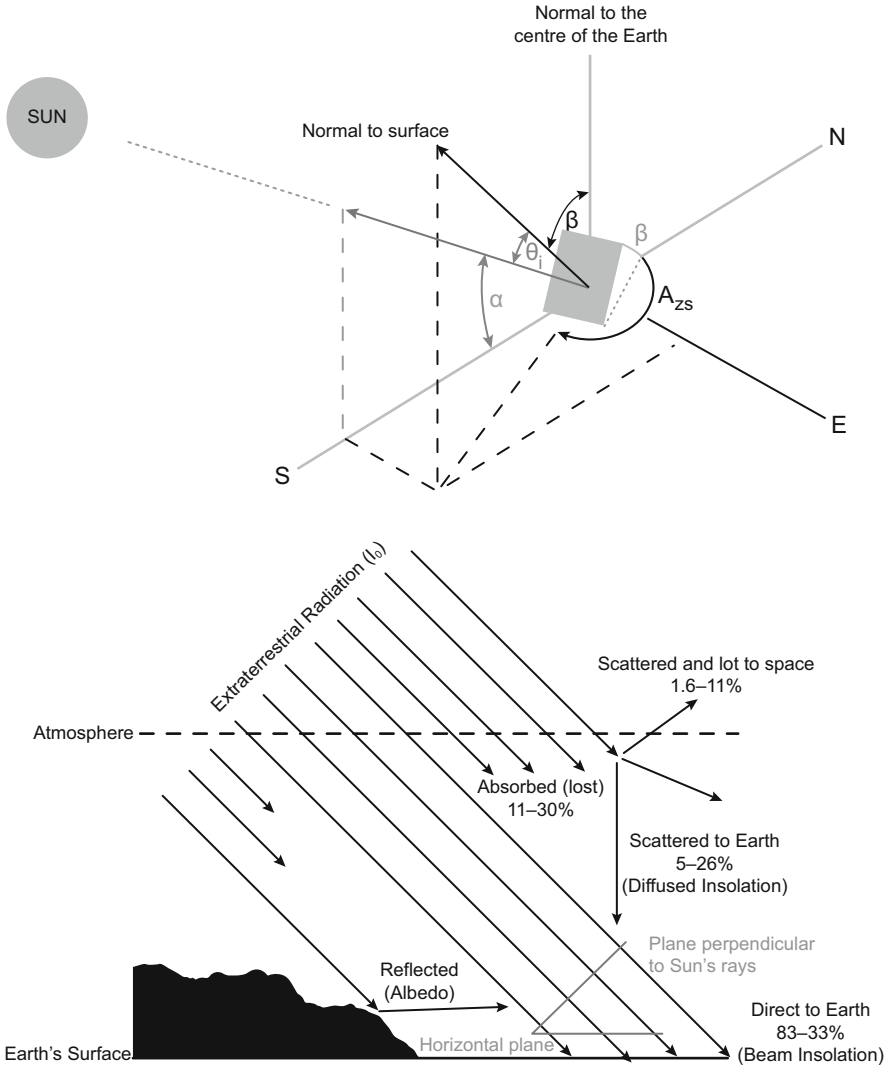 Normal to the
centre of the Earth
SUN
Normal to surface
N
β
β
θi
Azs
α
E
S
Extraterrestrial Radiation (I0)
Scattered and lot to space
1.6–11%
Atmosphere
Absorbed (lost)
11–30%
Scattered to Earth
5–26%
(Diffused Insolation)
Plane perpendicular
to Sun's rays
Reflected
(Albedo)
Direct to Earth
83–33%
(Beam Insolation)
Horizontal plane
Earth's Surface